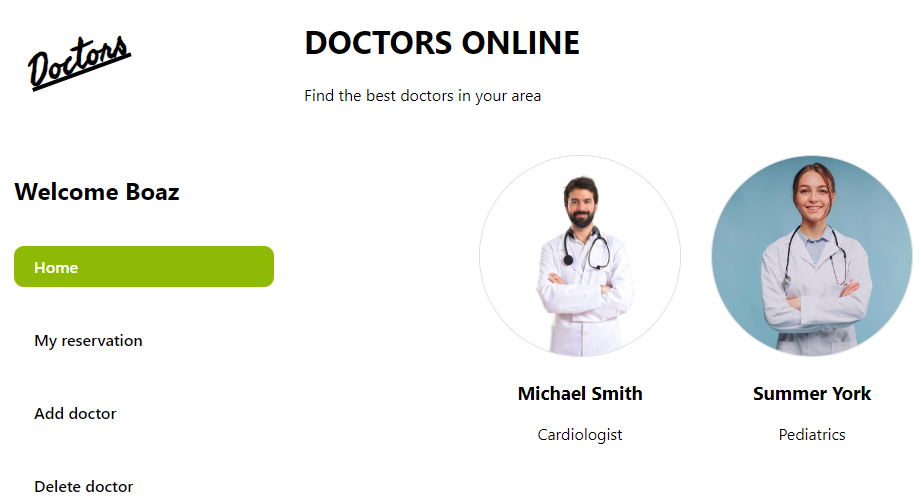 Doctors
DOCTORS ONLINE
Find the best doctors in your area
Welcome Boaz
Home
My reservation
Add doctor
Delete doctor
Michael Smith
Cardiologist
Summer York
Pediatrics